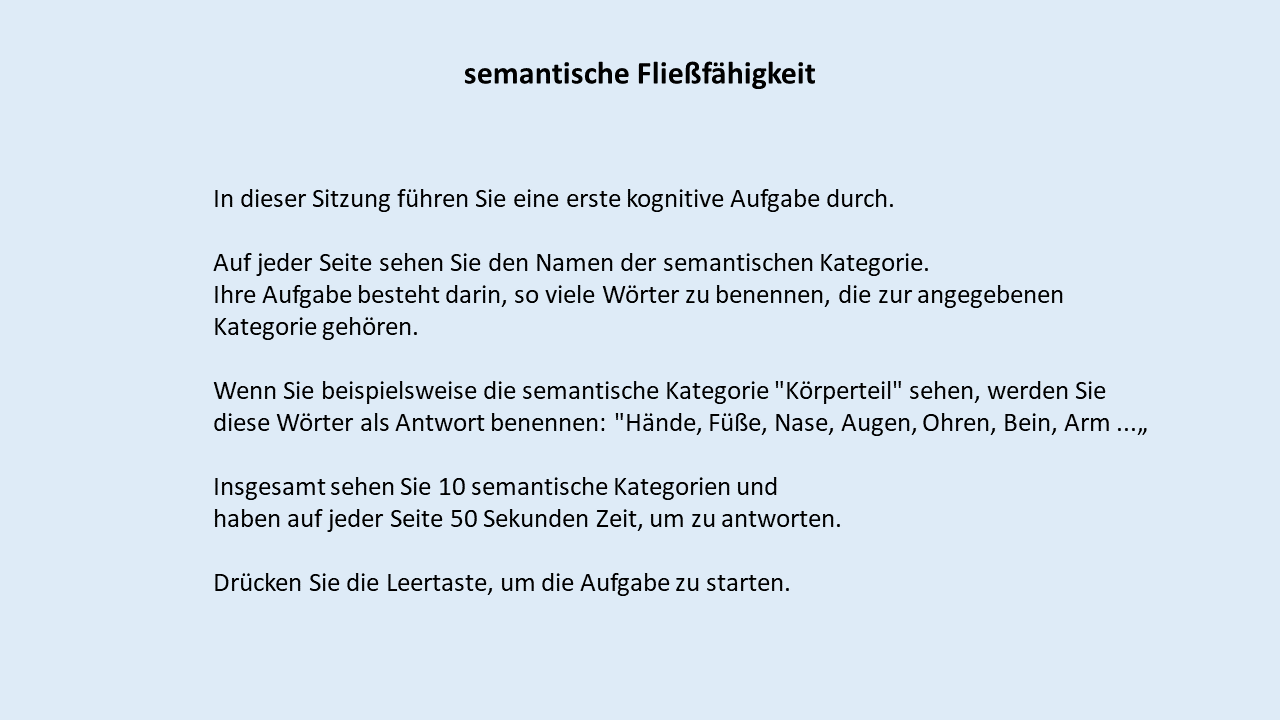 semantische Fließfähigkeit
In dieser Sitzung führen Sie eine erste kognitive Aufgabe durch.
Auf jeder Seite sehen Sie den Namen der semantischen Kategorie.
Ihre Aufgabe besteht darin, so viele Wörter zu benennen, die zur angegebenen
Kategorie gehören.
Wenn Sie beispielsweise die semantische Kategorie "Körperteil" sehen, werden Sie
diese Wörter als Antwort benennen: "Hände, Füße, Nase, Augen, Ohren, Bein, Arm ...„
Insgesamt sehen Sie 10 semantische Kategorien und
haben auf jeder Seite 50 Sekunden Zeit, um zu antworten.
Drücken Sie die Leertaste, um die Aufgabe zu starten.